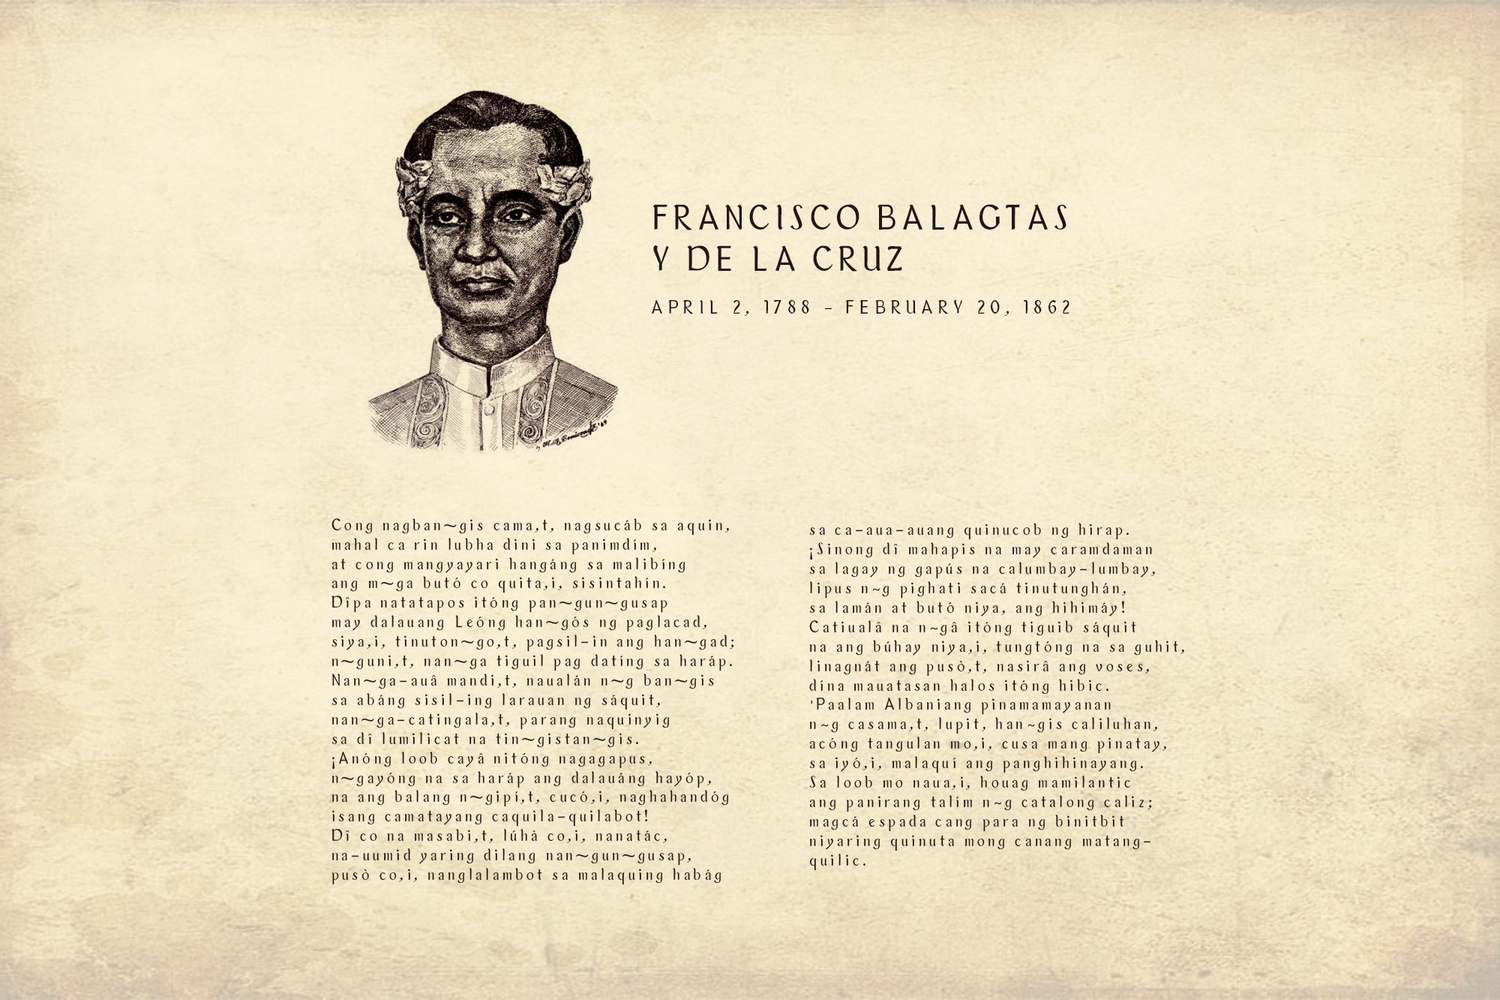 FRANCISCO BALAGTAS
Y DE LA CRUZ
APRIL 2, 1788 – FEBRUARY 20, 1862
Cong nagban~gis cama,t, nagsucáb sa aquin,
mahal ca rin lubha dini sa panimdím,
at cong mangyayari hangáng sa malibíng
ang m~ga butó co quita,i, sisintahín.
Dîpa natatapos itóng pan~gun~gusap
may dalauang Leóng han~gós ng paglacad,
siya,i, tinuton~go,t, pagsil-in ang han~gad;
n~guni,t, nan~ga tiguil pag datíng sa haráp.
Nan~ga-auâ mandi,t, naualán n~g ban~gis
sa abáng sisil-ing larauan ng sáquit,
nan~ga-catingala,t, parang naquinyig
sa dî lumilicat na tin~gistan~gis.
¡Anóng loob cayâ nitóng nagagapus,
n~gayóng na sa haráp ang dalauáng hayóp,
na ang balang n~gipí,t, cucó,i, naghahandóg
isang camatayang caquila-quilabot!
Dî co na masabi,t, lúhà co,i, nanatác,
na-uumid yaring dilang nan~gun~gusap,
pusò co,i, nanglalambot sa malaquing habág
sa ca-aua-auang quinucob ng hirap.
¡Sinong dî mahapis na may caramdaman
sa lagay ng gapús na calumbay-lumbay,
lipus n~g pighati sacá tinutunghán,
sa lamán at butó niya, ang hihimáy!
Catiualâ na n~gâ itóng tiguib sáquit
na ang búhay niya,i, tungtóng na sa guhit,
linagnát ang pusò,t, nasirâ ang voses,
dína mauatasan halos itóng hibic.
'Paalam Albaniang pinamamayanan
n~g casama,t, lupit, han~gis caliluhan,
acóng tangulan mo,i, cusa mang pinatay,
sa iyó,i, malaquí ang panghihinayang.
Sa loob mo naua,i, houag mamilantic
ang panirang talím n~g catalong caliz;
magcá espada cang para ng binitbit
niyaring quinuta mong canang matang-
quilic.